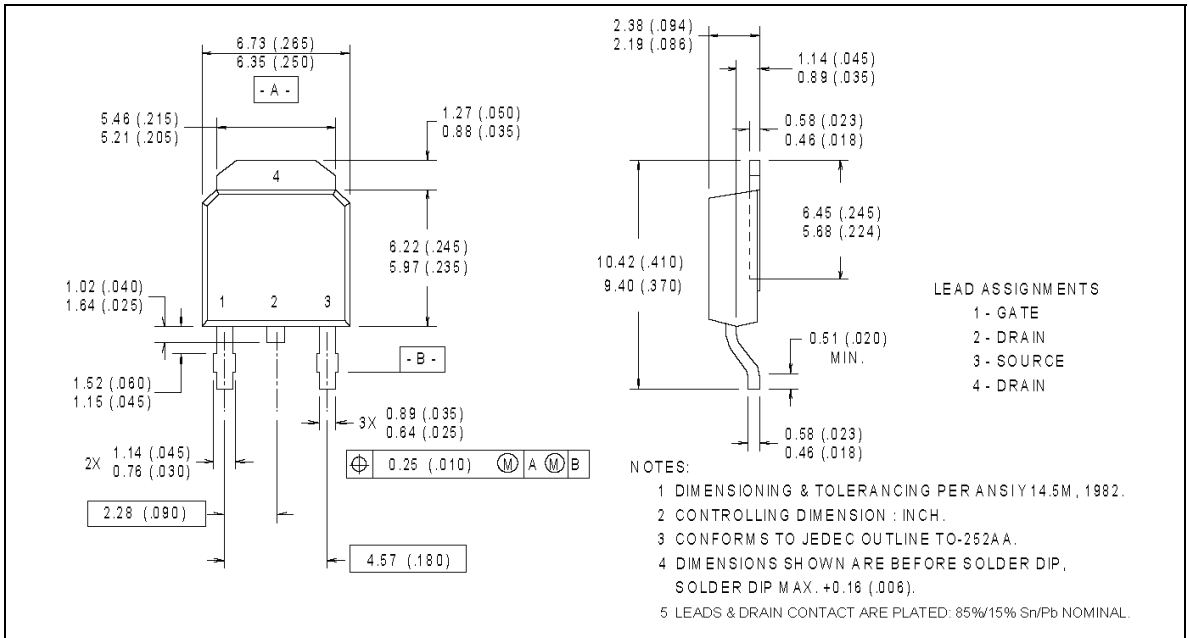 6.73 (.265)
6.35 (.250)
- A -
5.46 (.215)
5.21 (.205)
1.27 (.050)
0.88 (.035)
4
6.22 (.245)
5.97 (.235)
1.02 (.040)
1.64 (.025)
1 2 3
- B -
1.52 (.060)
1.15 (.045)
3X 0.89 (.035)
0.64 (.025)
2X 1.14 (.045)
0.76 (.030)
⌖ 0.25 (.010) Ⓜ A Ⓜ B
2.28 (.090)
4.57 (.180)
2.38 (.094)
2.19 (.086)
1.14 (.045)
0.89 (.035)
0.58 (.023)
0.46 (.018)
6.45 (.245)
5.68 (.224)
10.42 (.410)
9.40 (.370)
0.51 (.020)
MIN.
0.58 (.023)
0.46 (.018)
LEAD ASSIGNMENTS
1 - GATE
2 - DRAIN
3 - SOURCE
4 - DRAIN
NOTES:
1 DIMENSIONING & TOLERANCING PER ANSI Y14.5M, 1982.
2 CONTROLLING DIMENSION : INCH.
3 CONFORMS TO JEDEC OUTLINE TO-252AA.
4 DIMENSIONS SHOWN ARE BEFORE SOLDER DIP,
SOLDER DIP MAX. +0.16 (.006).
5 LEADS & DRAIN CONTACT ARE PLATED: 85%/15% Sn/Pb NOMINAL.